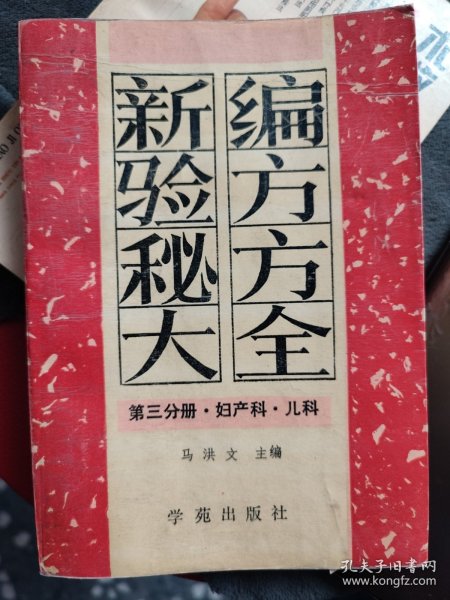 新编
验方
秘方
大全
第三分册·妇产科·儿科
马洪文 主编
学苑出版社
孔夫子旧书网
www.kongfz.com